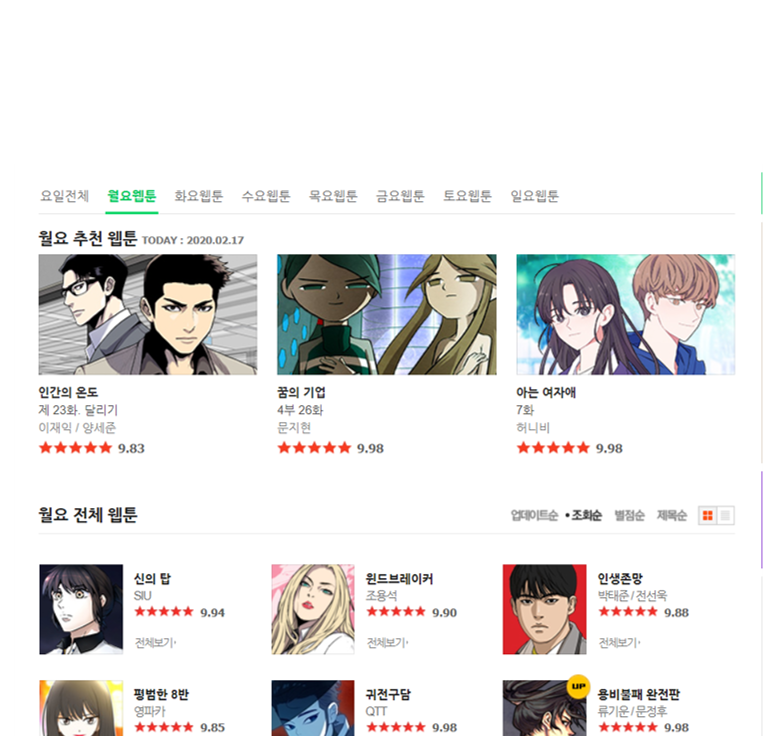 요일전체 월요웹툰 화요웹툰 수요웹툰 목요웹툰 금요웹툰 토요웹툰 일요웹툰
월요 추천 웹툰 TODAY : 2020.02.17
인간의 온도 꿈의 기업 아는 여자애
제 23화. 달리기 4부 26화 7화
이재익 / 양세준 문지현 허니비
★★★★★ 9.83 ★★★★★ 9.98 ★★★★★ 9.98
월요 전체 웹툰 업데이트순 • 조회순 별점순 제목순
신의 탑 윈드브레이커 인생존망
SIU 조용석 박태준 / 전선욱
★★★★★ 9.94 ★★★★★ 9.90 ★★★★★ 9.88
전체보기 전체보기 전체보기
UP
평범한 8반 귀전구담 용비불패 완전판
영파카 QTT 류기운 / 문정후
★★★★★ 9.85 ★★★★★ 9.98 ★★★★★ 9.98